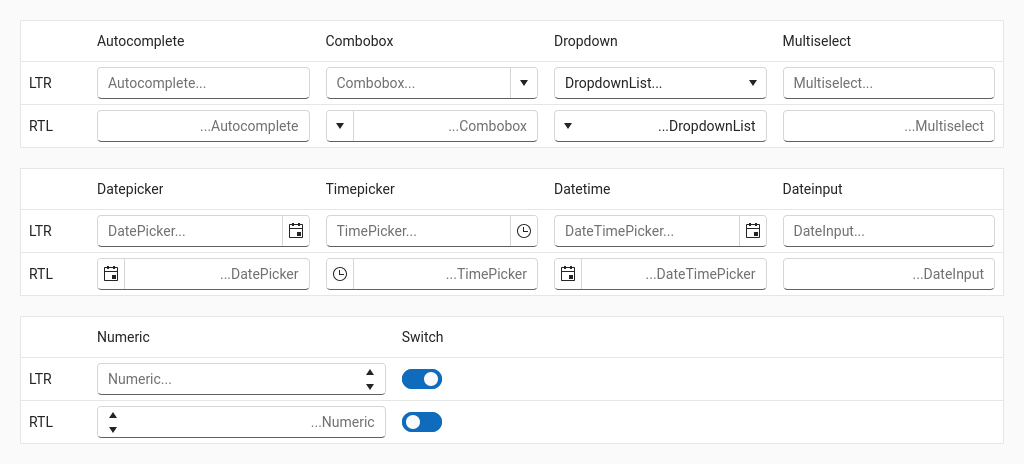 Autocomplete Combobox Dropdown Multiselect
LTR Autocomplete... Combobox... DropdownList... Multiselect...
RTL ...Autocomplete ...Combobox ...DropdownList ...Multiselect
Datepicker Timepicker Datetime Dateinput
LTR DatePicker... TimePicker... DateTimePicker... DateInput...
RTL ...DatePicker ...TimePicker ...DateTimePicker ...DateInput
Numeric Switch
LTR Numeric...
RTL ...Numeric